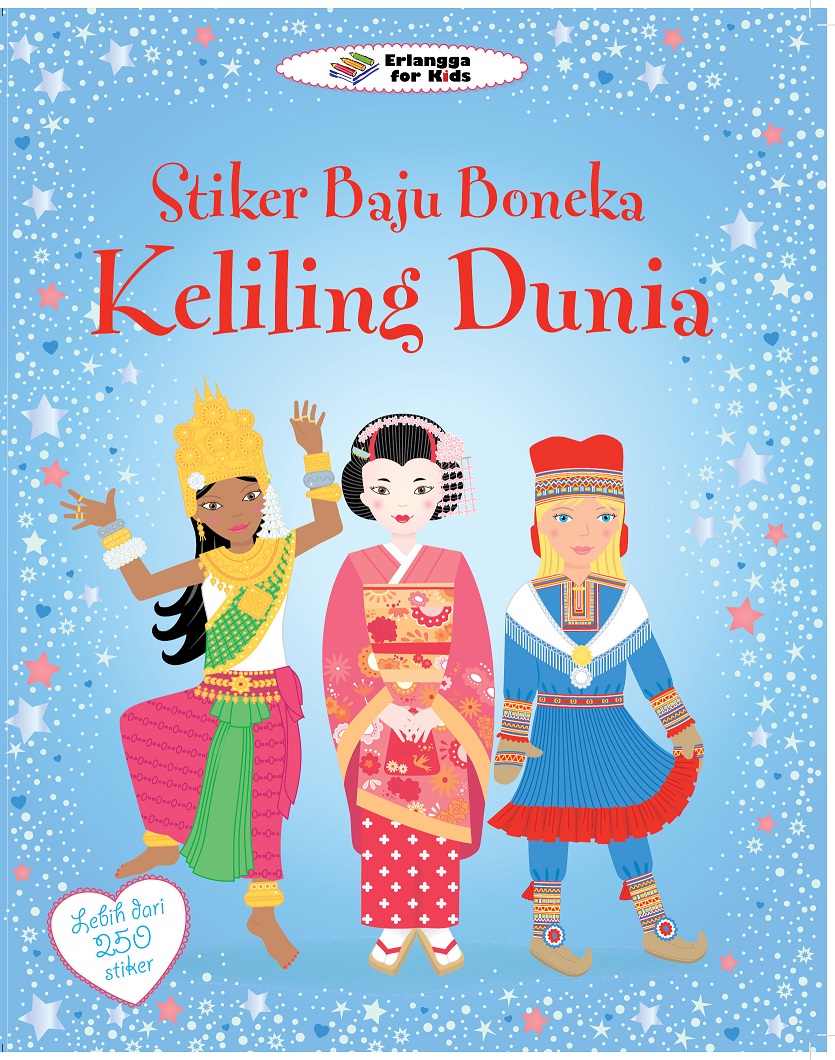 Erlangga
for Kids
Stiker Baju Boneka
Keliling Dunia
Lebih dari
250
stiker